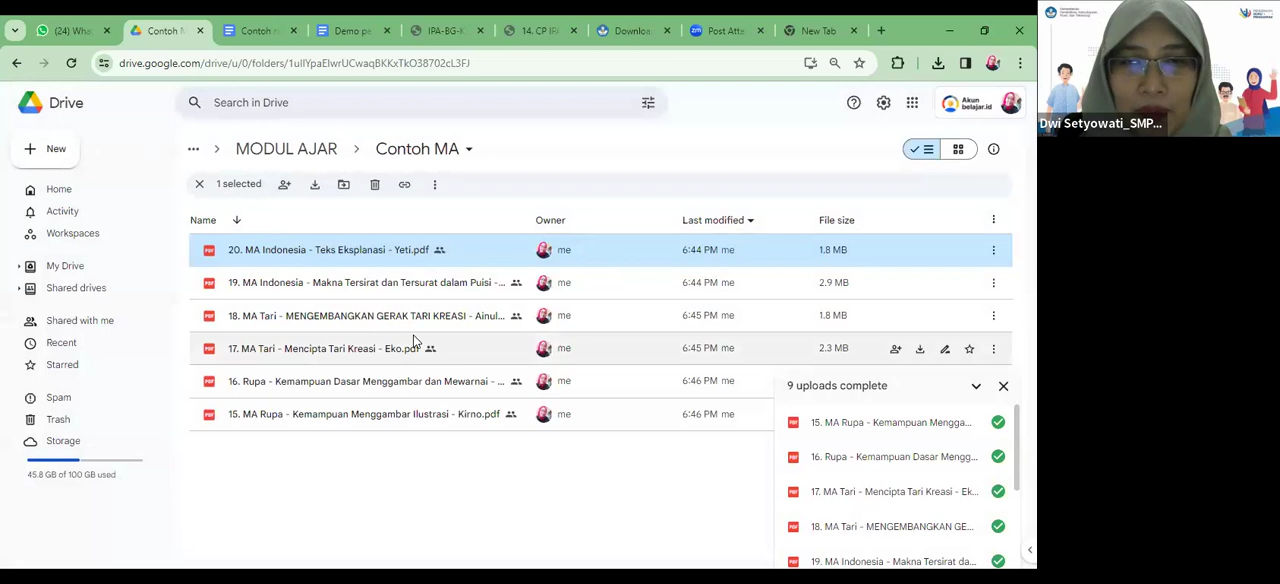 (24) Wha
Contoh M
Contoh m
Demo pe
IPA-BG-K
14. CP IPA
Downloa
Post Atta
New Tab
drive.google.com/drive/u/0/folders/1ullYpaElwrUCwaqBKKxTkO38702cL3FJ
Drive
Search in Drive
Akun
belajar.id
New
... > MODUL AJAR > Contoh MA
Home
Activity
Workspaces
My Drive
Shared drives
Shared with me
Recent
Starred
Spam
Trash
Storage
45.8 GB of 100 GB used
1 selected
Name Owner Last modified File size
20. MA Indonesia - Teks Eksplanasi - Yeti.pdf me 6:44 PM me 1.8 MB
19. MA Indonesia - Makna Tersirat dan Tersurat dalam Puisi -... me 6:44 PM me 2.9 MB
18. MA Tari - MENGEMBANGKAN GERAK TARI KREASI - Ainul... me 6:45 PM me 1.8 MB
17. MA Tari - Mencipta Tari Kreasi - Eko.pdf me 6:45 PM me 2.3 MB
16. Rupa - Kemampuan Dasar Menggambar dan Mewarnai - ... me 6:46 PM me
15. MA Rupa - Kemampuan Menggambar Ilustrasi - Kirno.pdf me 6:46 PM me
9 uploads complete
15. MA Rupa - Kemampuan Mengga...
16. Rupa - Kemampuan Dasar Mengg...
17. MA Tari - Mencipta Tari Kreasi - Ek...
18. MA Tari - MENGEMBANGKAN GE...
19. MA Indonesia - Makna Tersirat da...
Dwi Setyowati_SMP...